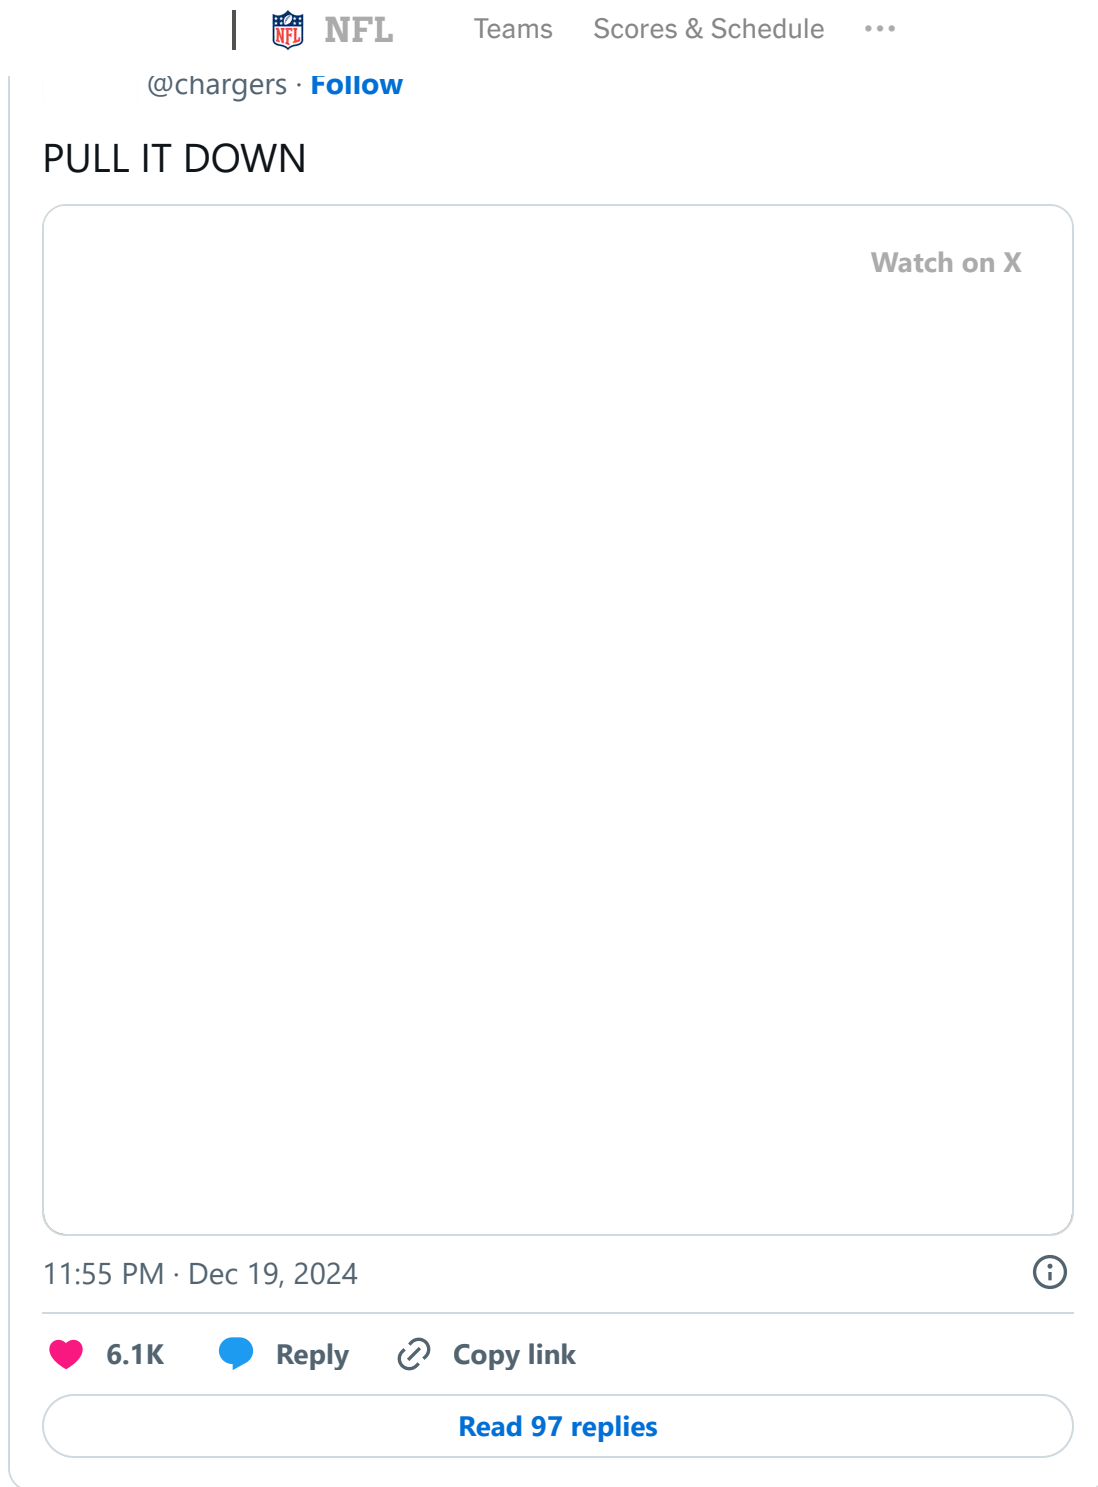 NFL NFL Teams Scores & Schedule
@chargers · Follow
PULL IT DOWN
Watch on X
11:55 PM · Dec 19, 2024
6.1K Reply Copy link
Read 97 replies